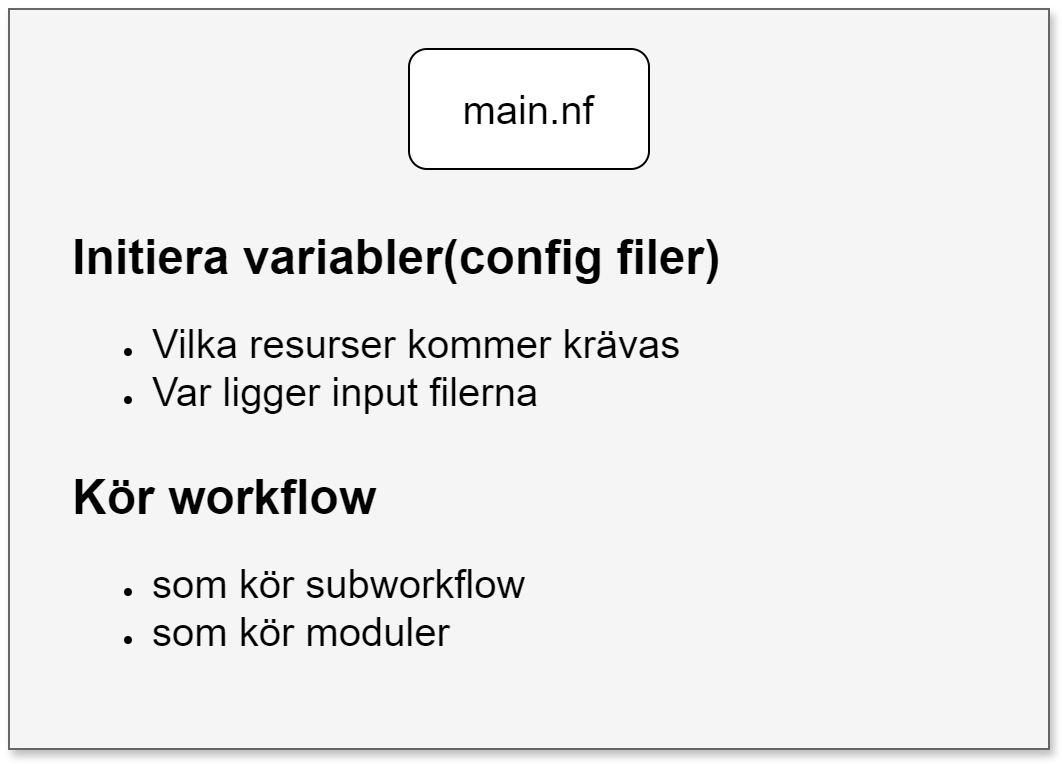 main.nf
Initiera variabler(config filer)
Vilka resurser kommer krävas
Var ligger input filerna
Kör workflow
som kör subworkflow
som kör moduler